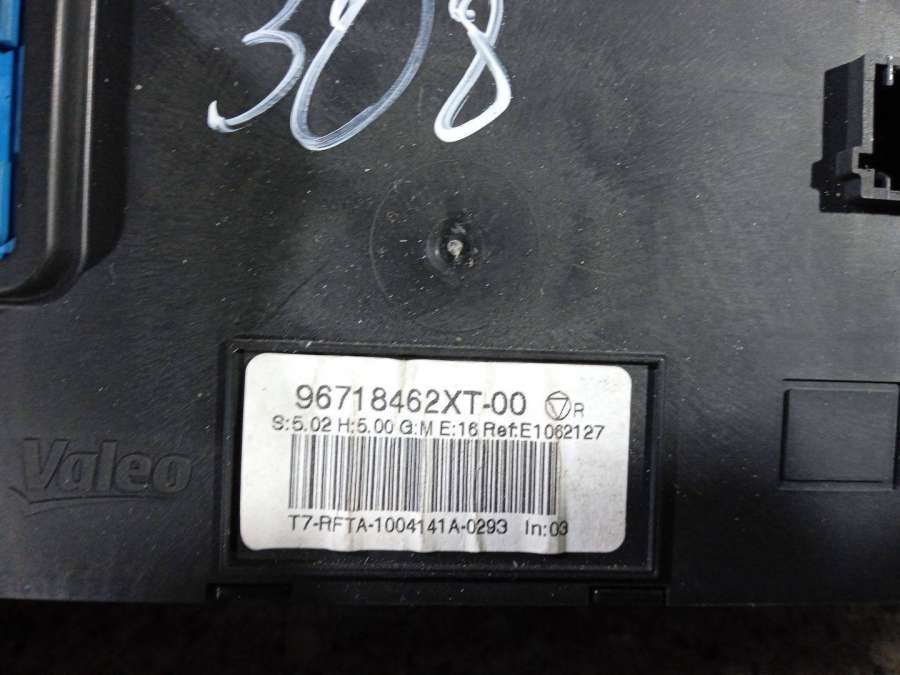 308
96718462XT-00 R
S:5.02 H:5.00 G:M E:16 Ref:E1062127
Valeo
T7-RFTA-1004141A-0293 In:03